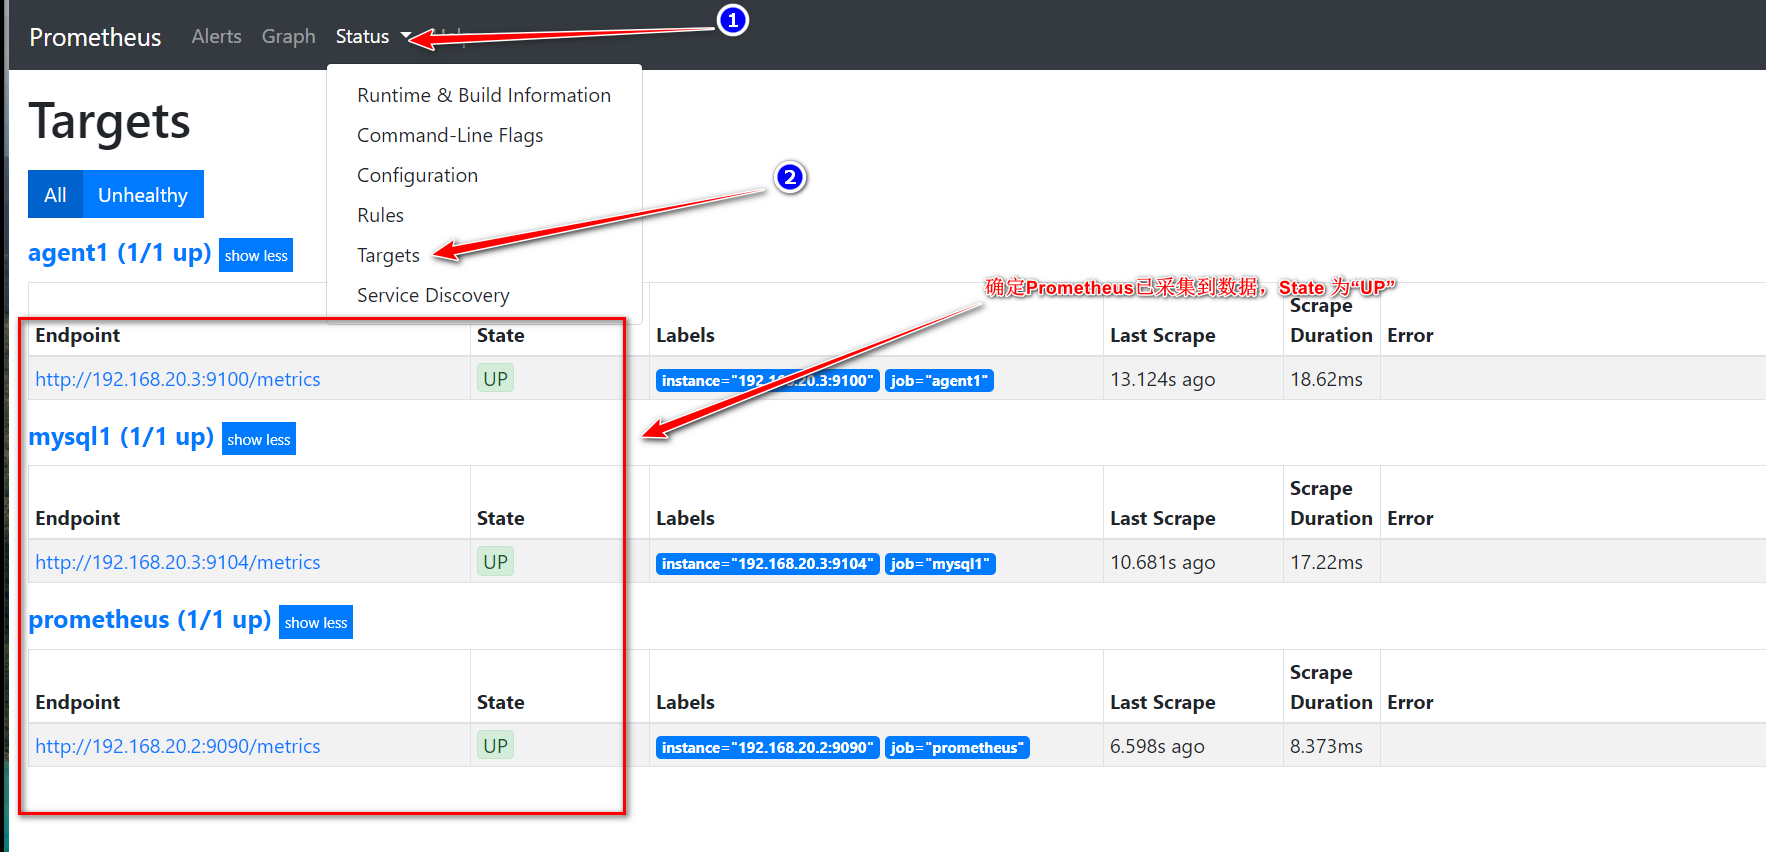 Prometheus Alerts Graph Status Help
1
Runtime & Build Information
Command-Line Flags
Configuration
Rules
Targets
Service Discovery
2
Targets
All Unhealthy
agent1 (1/1 up) show less
确定Prometheus已采集到数据，State 为“UP”
Endpoint State Labels Last Scrape Scrape Duration Error
http://192.168.20.3:9100/metrics UP instance="192.168.20.3:9100" job="agent1" 13.124s ago 18.62ms
mysql1 (1/1 up) show less
Endpoint State Labels Last Scrape Scrape Duration Error
http://192.168.20.3:9104/metrics UP instance="192.168.20.3:9104" job="mysql1" 10.681s ago 17.22ms
prometheus (1/1 up) show less
Endpoint State Labels Last Scrape Scrape Duration Error
http://192.168.20.2:9090/metrics UP instance="192.168.20.2:9090" job="prometheus" 6.598s ago 8.373ms